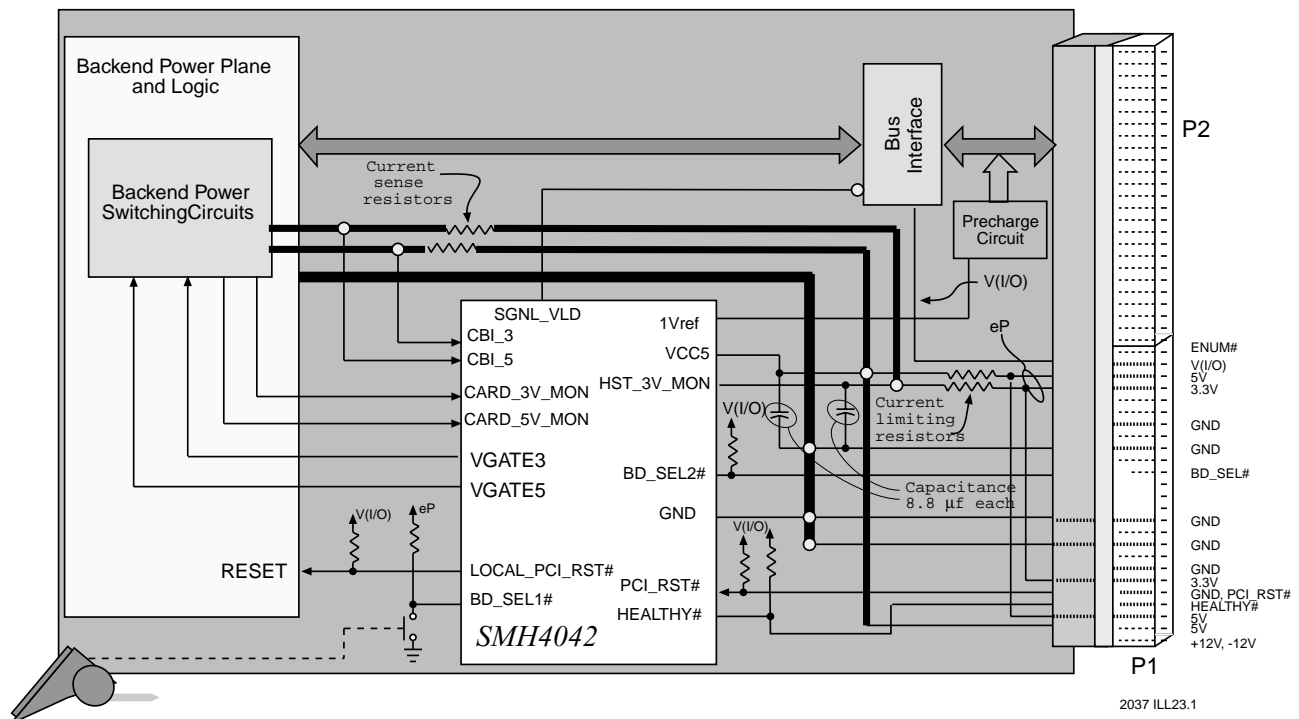 Backend Power Plane
and Logic
Backend Power
SwitchingCircuits
Current
sense
resistors
Bus
Interface
Precharge
Circuit
V(I/O)
P2
SGNL_VLD
1Vref
CBI_3
VCC5
CBI_5
HST_3V_MON
CARD_3V_MON
CARD_5V_MON
VGATE3
BD_SEL2#
VGATE5
GND
LOCAL_PCI_RST#
PCI_RST#
BD_SEL1#
HEALTHY#
SMH4042
RESET
V(I/O)
eP
V(I/O)
V(I/O)
Current
limiting
resistors
Capacitance
8.8 µf each
eP
ENUM#
V(I/O)
5V
3.3V
GND
GND
BD_SEL#
GND
GND
GND
3.3V
GND, PCI_RST#
HEALTHY#
5V
5V
+12V, -12V
P1
2037 ILL23.1